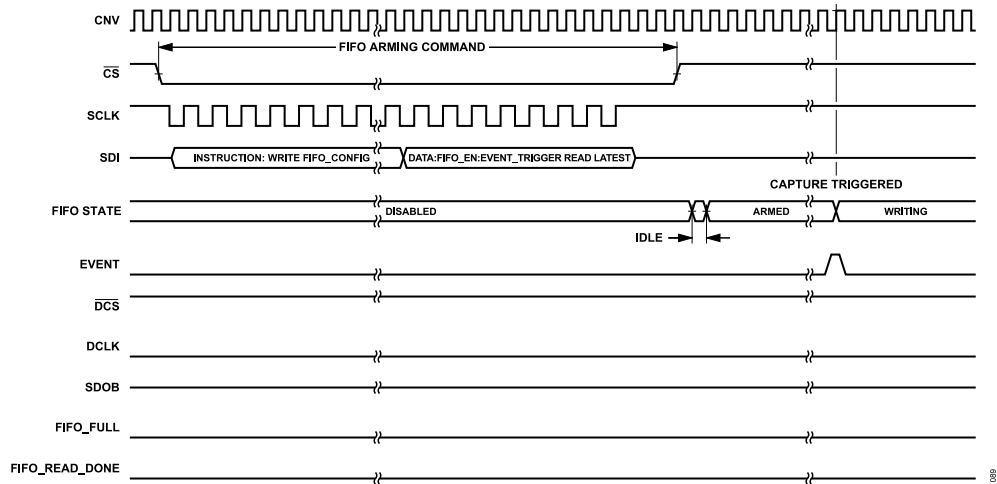 CNV
FIFO ARMING COMMAND
CS
SCLK
SDI
INSTRUCTION: WRITE FIFO_CONFIG
DATA:FIFO_EN:EVENT_TRIGGER READ LATEST
CAPTURE TRIGGERED
FIFO STATE
DISABLED
ARMED
WRITING
IDLE
EVENT
DCS
DCLK
SDOB
FIFO_FULL
FIFO_READ_DONE
089